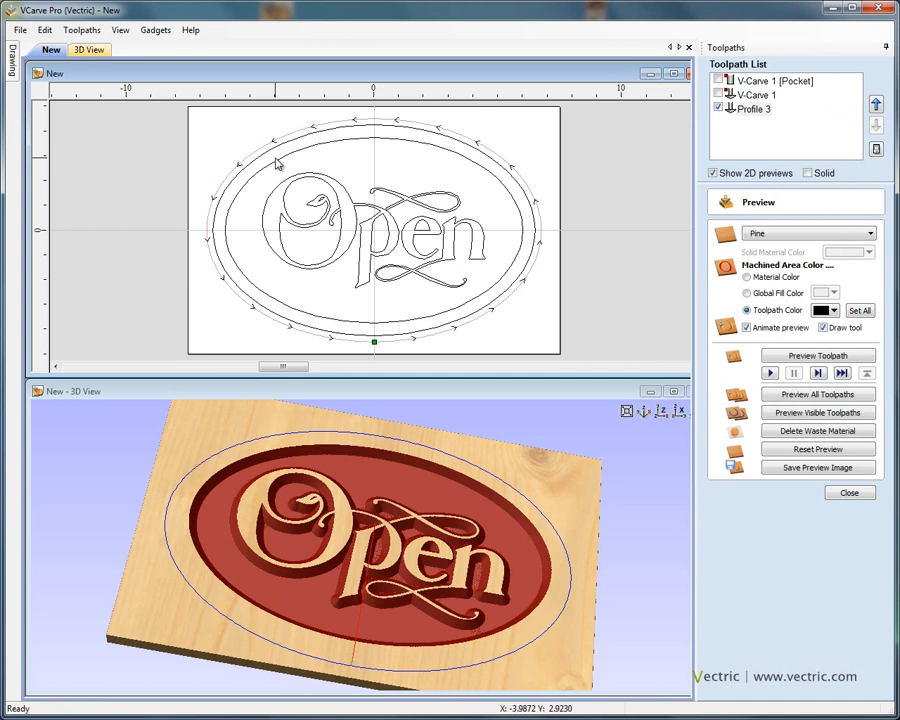 VCarve Pro (Vectric) - New
File Edit Toolpaths View Gadgets Help
Drawing
New 3D View
New
-10 0 10
0
Open
New - 3D View
Open
Toolpaths
Toolpath List
V-Carve 1 [Pocket]
V-Carve 1
Profile 3
Show 2D previews Solid
Preview
Pine
Solid Material Color
Machined Area Color ....
Material Color
Global Fill Color
Toolpath Color Set All
Animate preview Draw tool
Preview Toolpath
Preview All Toolpaths
Preview Visible Toolpaths
Delete Waste Material
Reset Preview
Save Preview Image
Close
Vectric | www.vectric.com
Ready X: -3.9872 Y: 2.9230